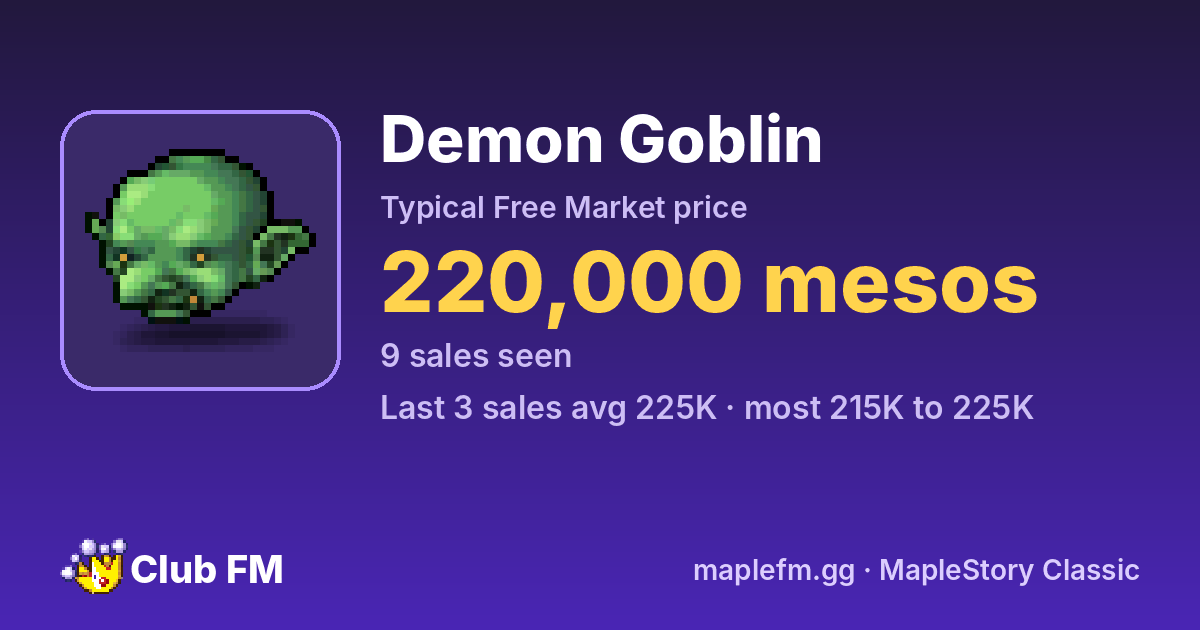 Demon Goblin
Typical Free Market price
220,000 mesos
9 sales seen
Last 3 sales avg 225K · most 215K to 225K
Club FM
maplefm.gg · MapleStory Classic